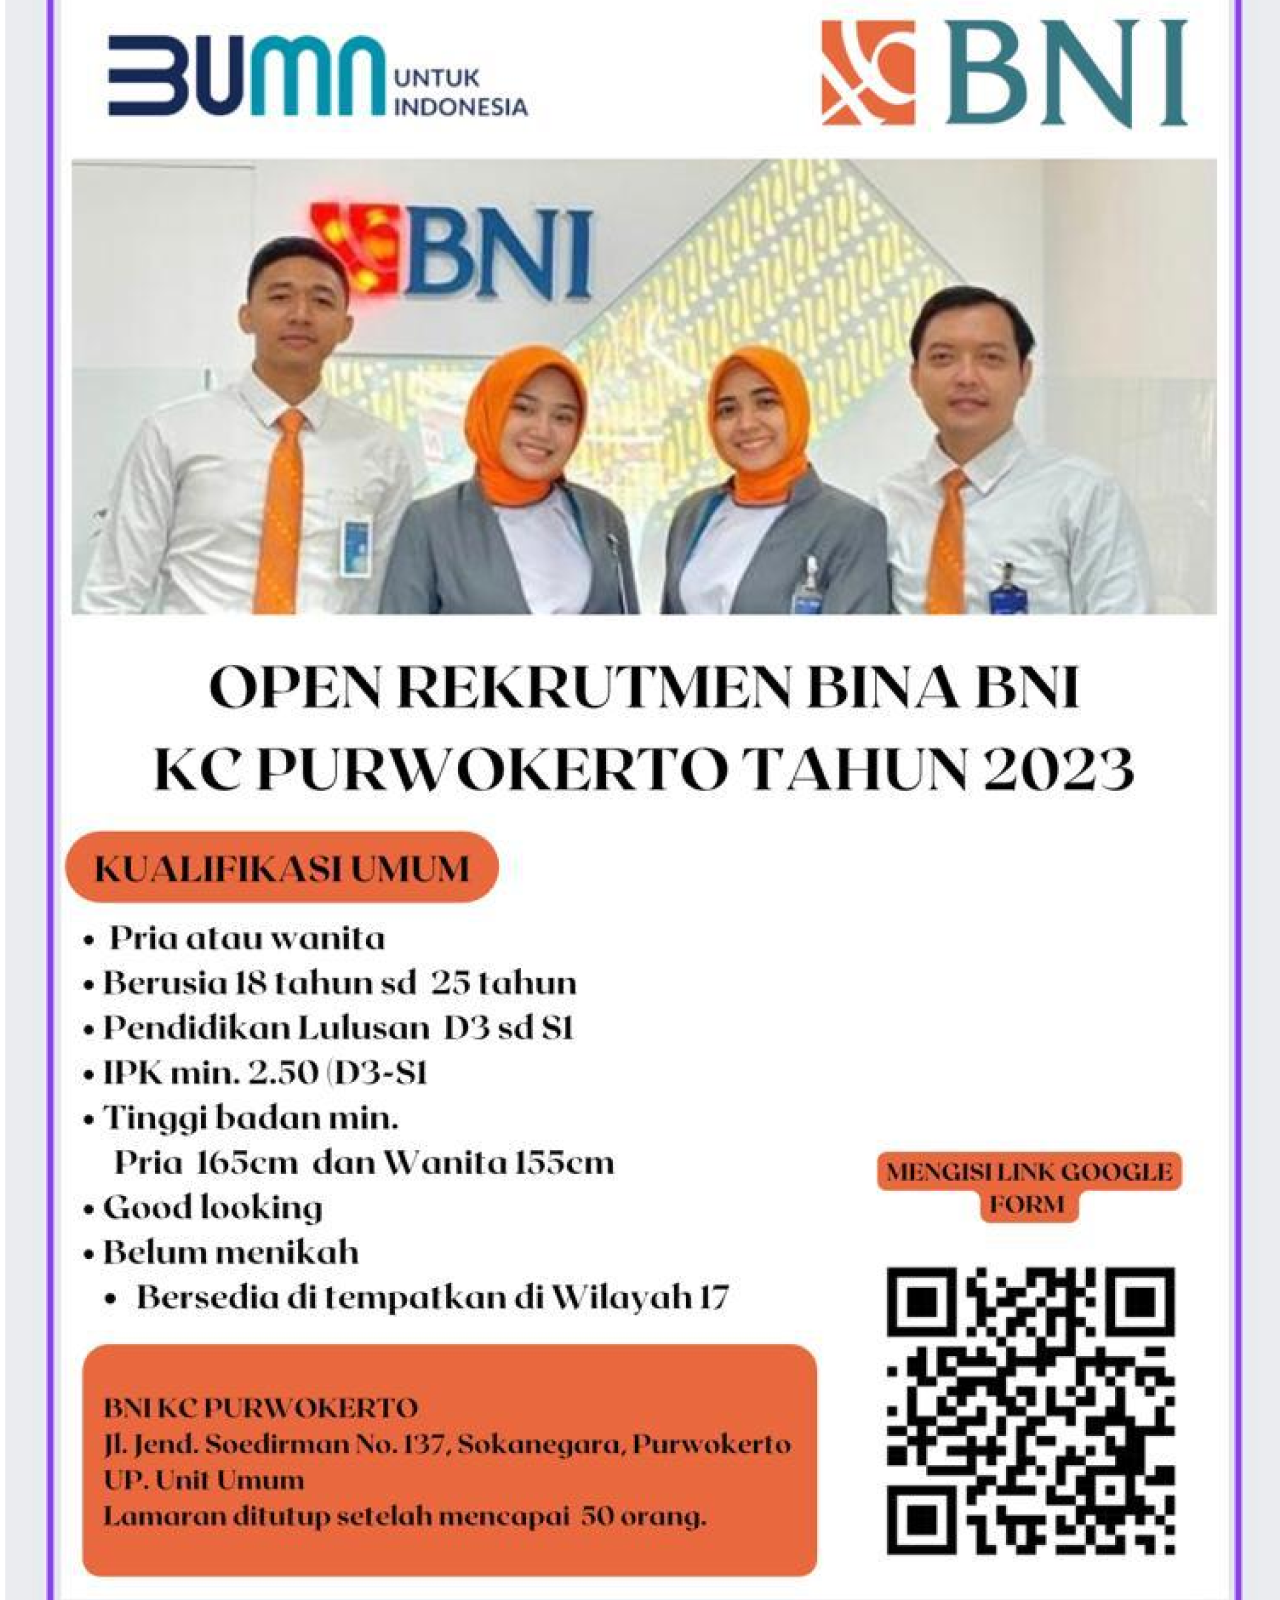 BUMN UNTUK
INDONESIA
BNI
BNI
OPEN REKRUTMEN BINA BNI
KC PURWOKERTO TAHUN 2023
KUALIFIKASI UMUM
• Pria atau wanita
• Berusia 18 tahun sd 25 tahun
• Pendidikan Lulusan D3 sd S1
• IPK min. 2.50 (D3-S1
• Tinggi badan min.
Pria 165cm dan Wanita 155cm
• Good looking
• Belum menikah
• Bersedia di tempatkan di Wilayah 17
MENGISI LINK GOOGLE
FORM
BNI KC PURWOKERTO
Jl. Jend. Soedirman No. 137, Sokanegara, Purwokerto
UP. Unit Umum
Lamaran ditutup setelah mencapai 50 orang.